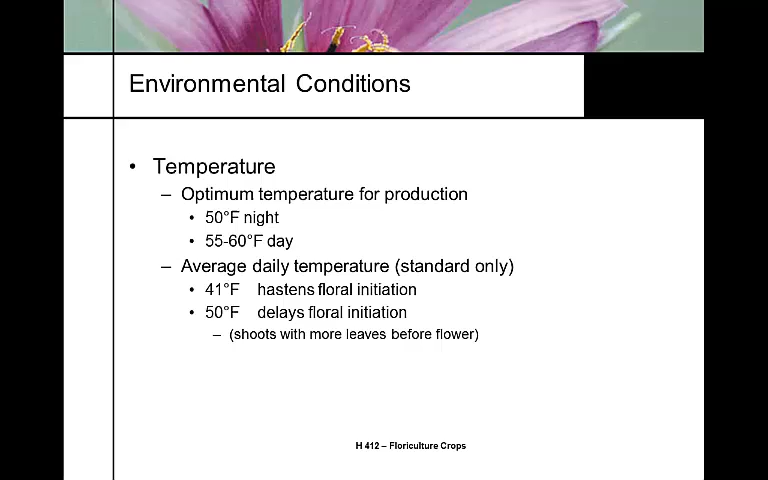 Environmental Conditions
• Temperature
– Optimum temperature for production
• 50°F night
• 55-60°F day
– Average daily temperature (standard only)
• 41°F hastens floral initiation
• 50°F delays floral initiation
– (shoots with more leaves before flower)
H 412 – Floriculture Crops